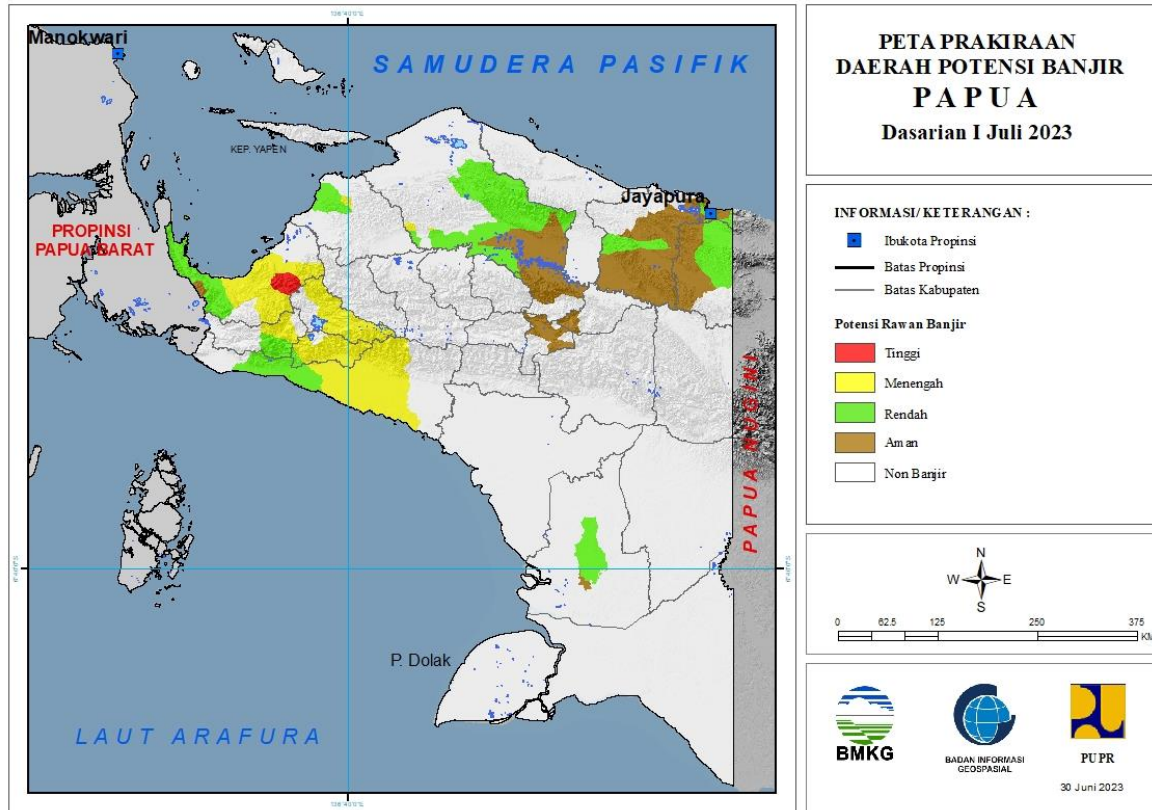 Manokwari
SAMUDERA PASIFIK
KEP. YAPEN
Jayapura
PROPINSI
PAPUA BARAT
PAPUA NUGINI
P. Dolak
LAUT ARAFURA
PETA PRAKIRAAN
DAERAH POTENSI BANJIR
PAPUA
Dasarian I Juli 2023
INFORMASI/ KETERANGAN :
Ibukota Propinsi
Batas Propinsi
Batas Kabupaten
Potensi Rawan Banjir
Tinggi
Menengah
Rendah
Aman
Non Banjir
N
W E
S
0 62.5 125 250 375
KM
BMKG
BADAN INFORMASI
GEOSPASIAL
PUPR
30 Juni 2023